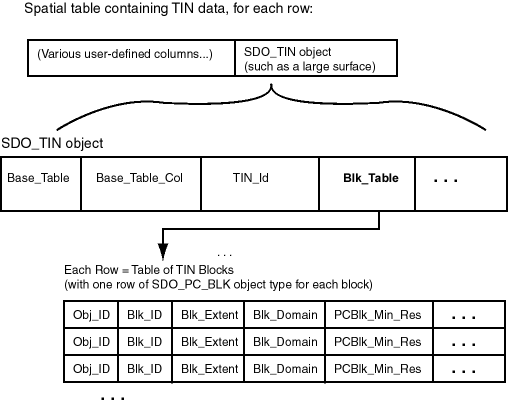 Spatial table containing TIN data, for each row:
(Various user-defined columns...)
SDO_TIN object
(such as a large surface)
SDO_TIN object
Base_Table Base_Table_Col TIN_Id Blk_Table . . .
. . .
Each Row = Table of TIN Blocks
(with one row of SDO_PC_BLK object type for each block)
Obj_ID Blk_ID Blk_Extent Blk_Domain PCBlk_Min_Res . . .
Obj_ID Blk_ID Blk_Extent Blk_Domain PCBlk_Min_Res . . .
Obj_ID Blk_ID Blk_Extent Blk_Domain PCBlk_Min_Res . . .
. . .